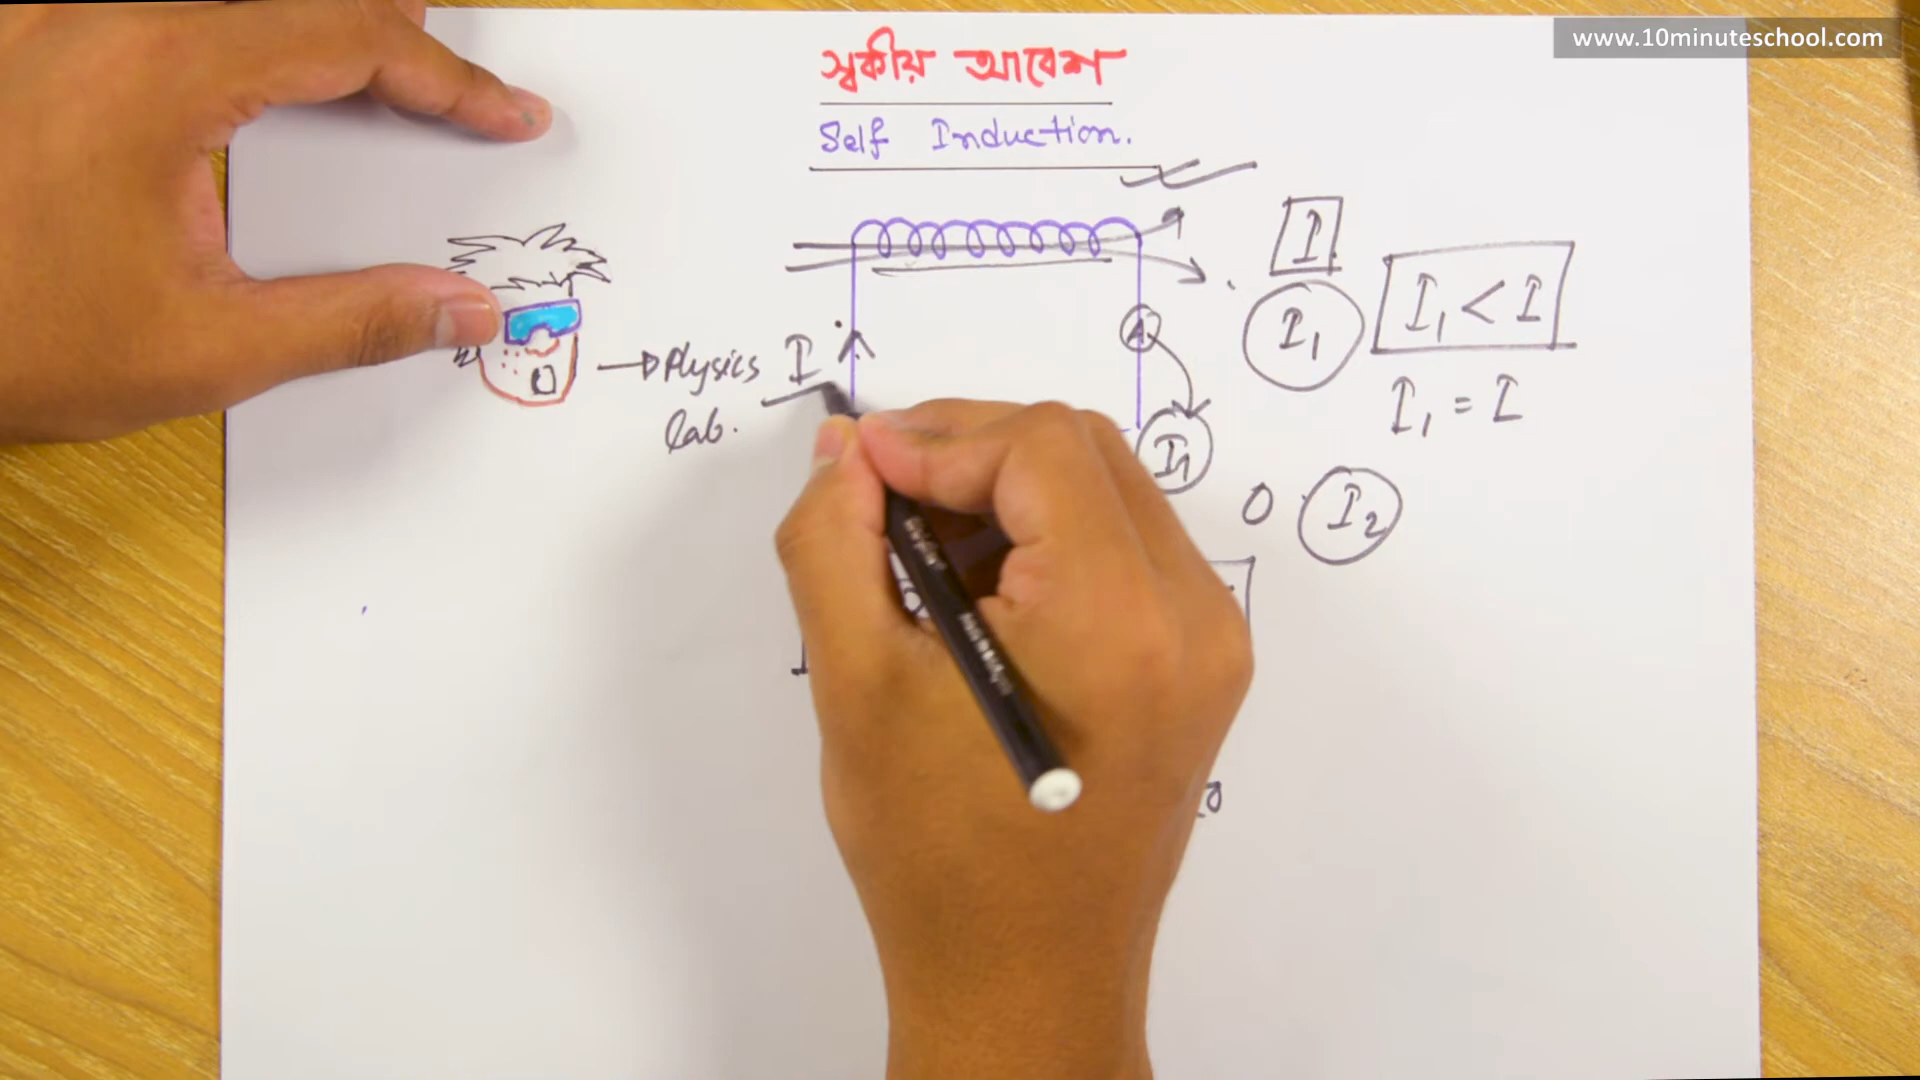 www.10minuteschool.com
স্বকীয় আবেশ
Self Induction.
I
I₁ < I
I₁
A
Physics
I
I₁ = I
lab.
I₁
0 I₂